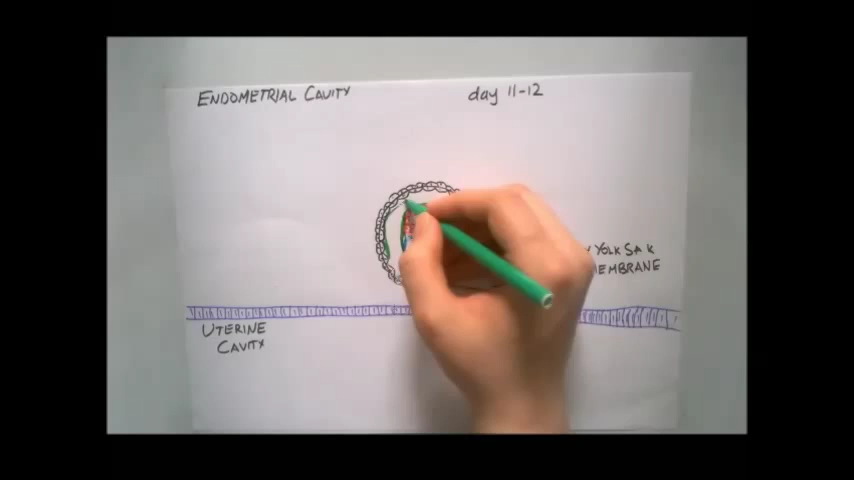 ENDOMETRIAL CAVITY
day 11-12
YOLK SAK
MEMBRANE
UTERINE
CAVITY